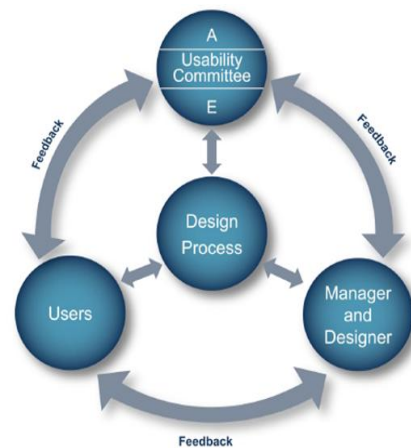 A
Usability
Committee
E
Feedback
Feedback
Design
Process
Users
Manager
and
Designer
Feedback